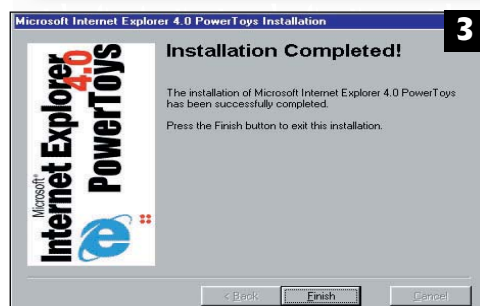 Microsoft Internet Explorer 4.0 PowerToys Installation
3
Microsoft
Internet Explorer
4.0
PowerToys
Installation Completed!
The installation of Microsoft Internet Explorer 4.0 PowerToys
has been successfully completed.
Press the Finish button to exit this installation.
< Back
Finish
Cancel